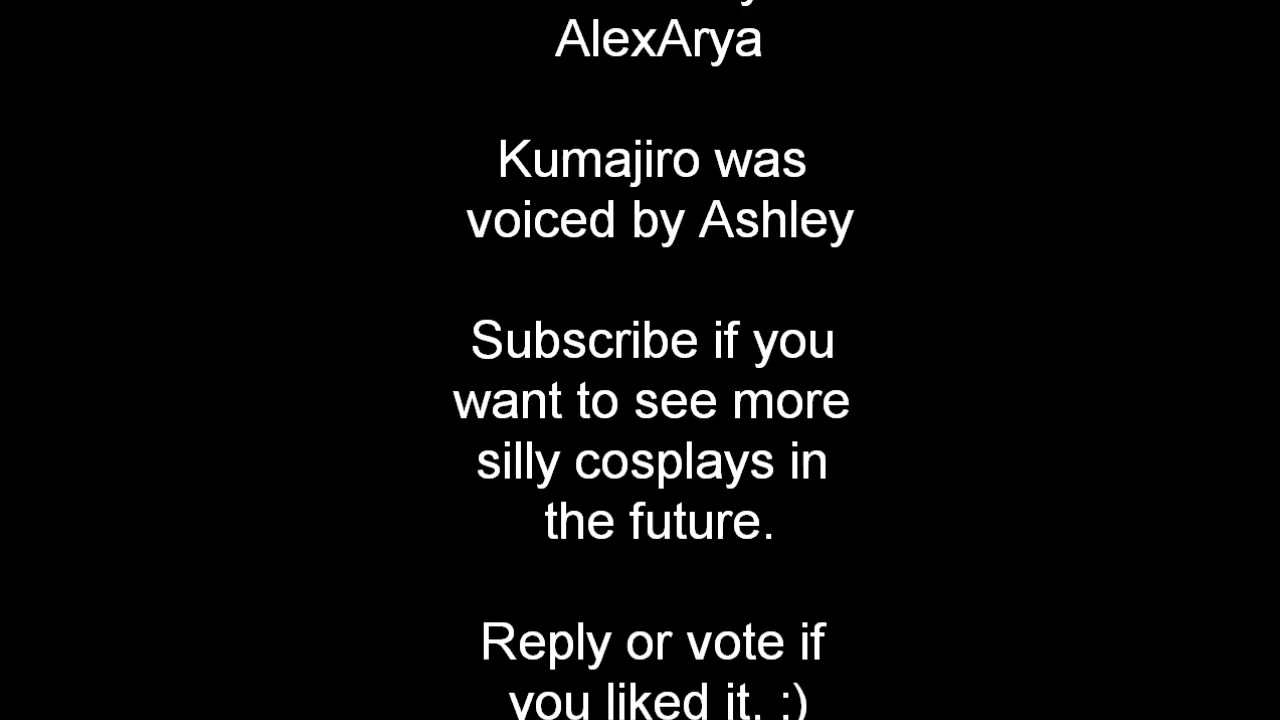 AlexArya
Kumajiro was
voiced by Ashley
Subscribe if you
want to see more
silly cosplays in
the future.
Reply or vote if
you liked it. :)